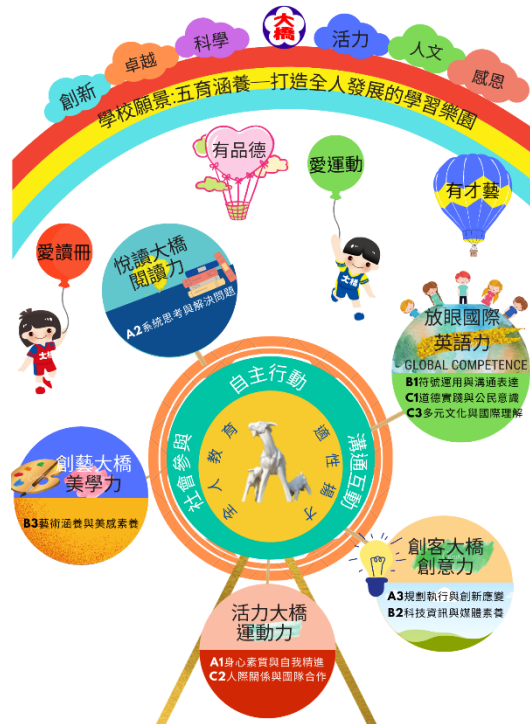 大橋
創新
卓越
科學
活力
人文
感恩
學校願景:五育涵養—打造全人發展的學習樂園
有品德
愛運動
有才藝
愛讀冊
悅讀大橋
閱讀力
A2系統思考與解決問題
大橋
大橋
放眼國際
英語力
GLOBAL COMPETENCE
B1符號運用與溝通表達
C1道德實踐與公民意識
C3多元文化與國際理解
自主行動
社會參與
溝通互動
全人教育
適性揚才
創藝大橋
美學力
B3藝術涵養與美感素養
創客大橋
創意力
A3規劃執行與創新應變
B2科技資訊與媒體素養
活力大橋
運動力
A1身心素質與自我精進
C2人際關係與團隊合作